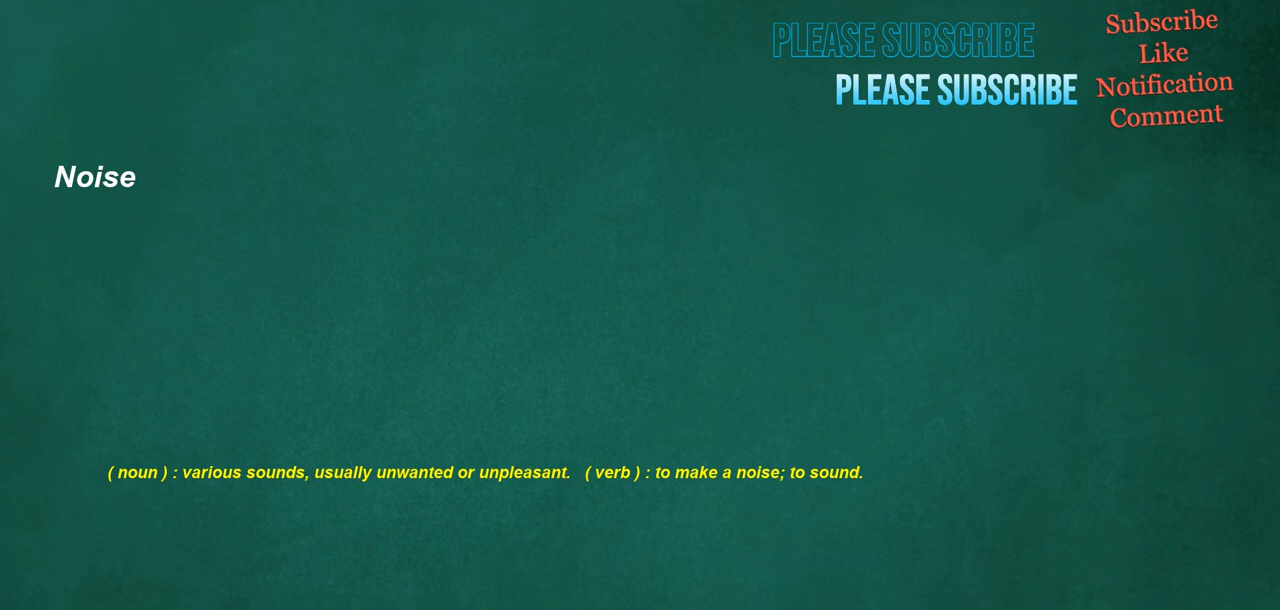 PLEASE SUBSCRIBE
PLEASE SUBSCRIBE
Subscribe
Like
Notification
Comment
Noise
( noun ) : various sounds, usually unwanted or unpleasant.   ( verb ) : to make a noise; to sound.